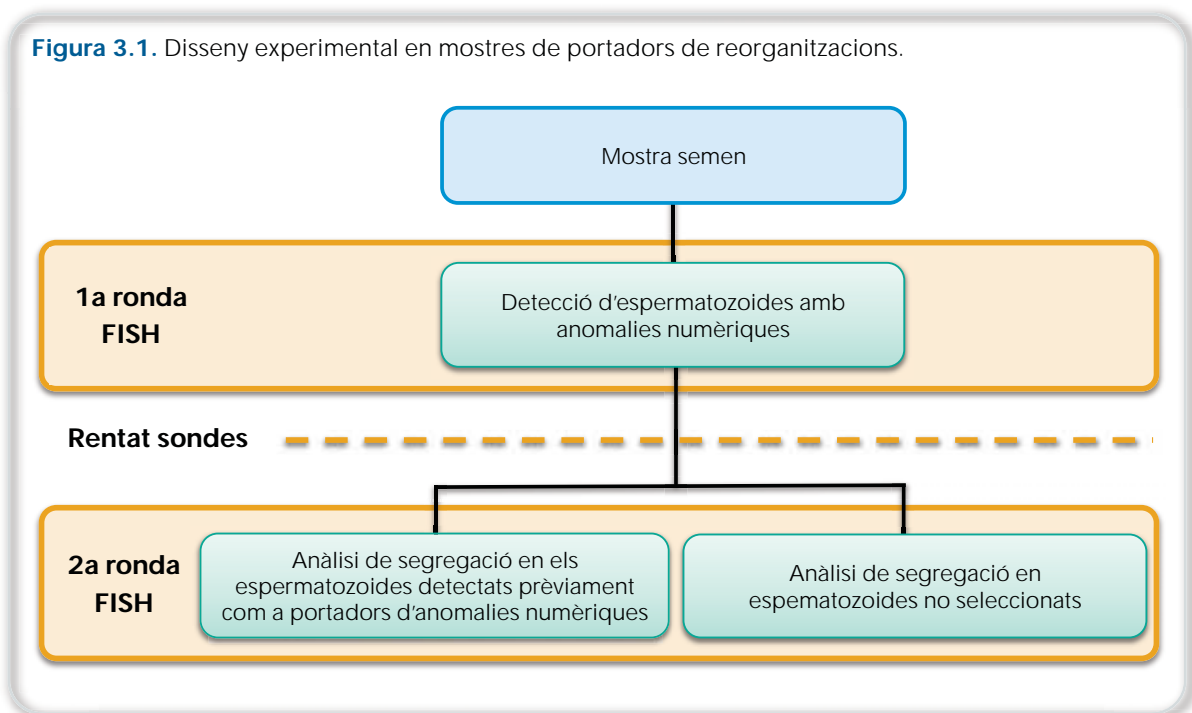 Figura 3.1. Disseny experimental en mostres de portadors de reorganitzacions.
Mostra semen
1a ronda
FISH
Detecció d'espermatozoides amb
anomalies numèriques
Rentat sondes
2a ronda
FISH
Anàlisi de segregació en els
espermatozoides detectats prèviament
com a portadors d'anomalies numèriques
Anàlisi de segregació en
espematozoides no seleccionats